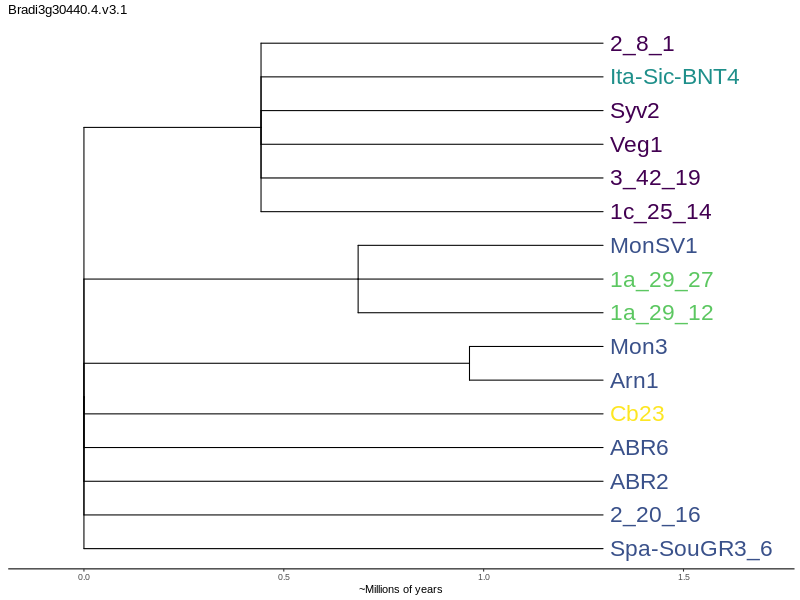 Bradi3g30440.4.v3.1
2_8_1
Ita-Sic-BNT4
Syv2
Veg1
3_42_19
1c_25_14
MonSV1
1a_29_27
1a_29_12
Mon3
Arn1
Cb23
ABR6
ABR2
2_20_16
Spa-SouGR3_6
0.0 0.5 1.0 1.5
~Millions of years